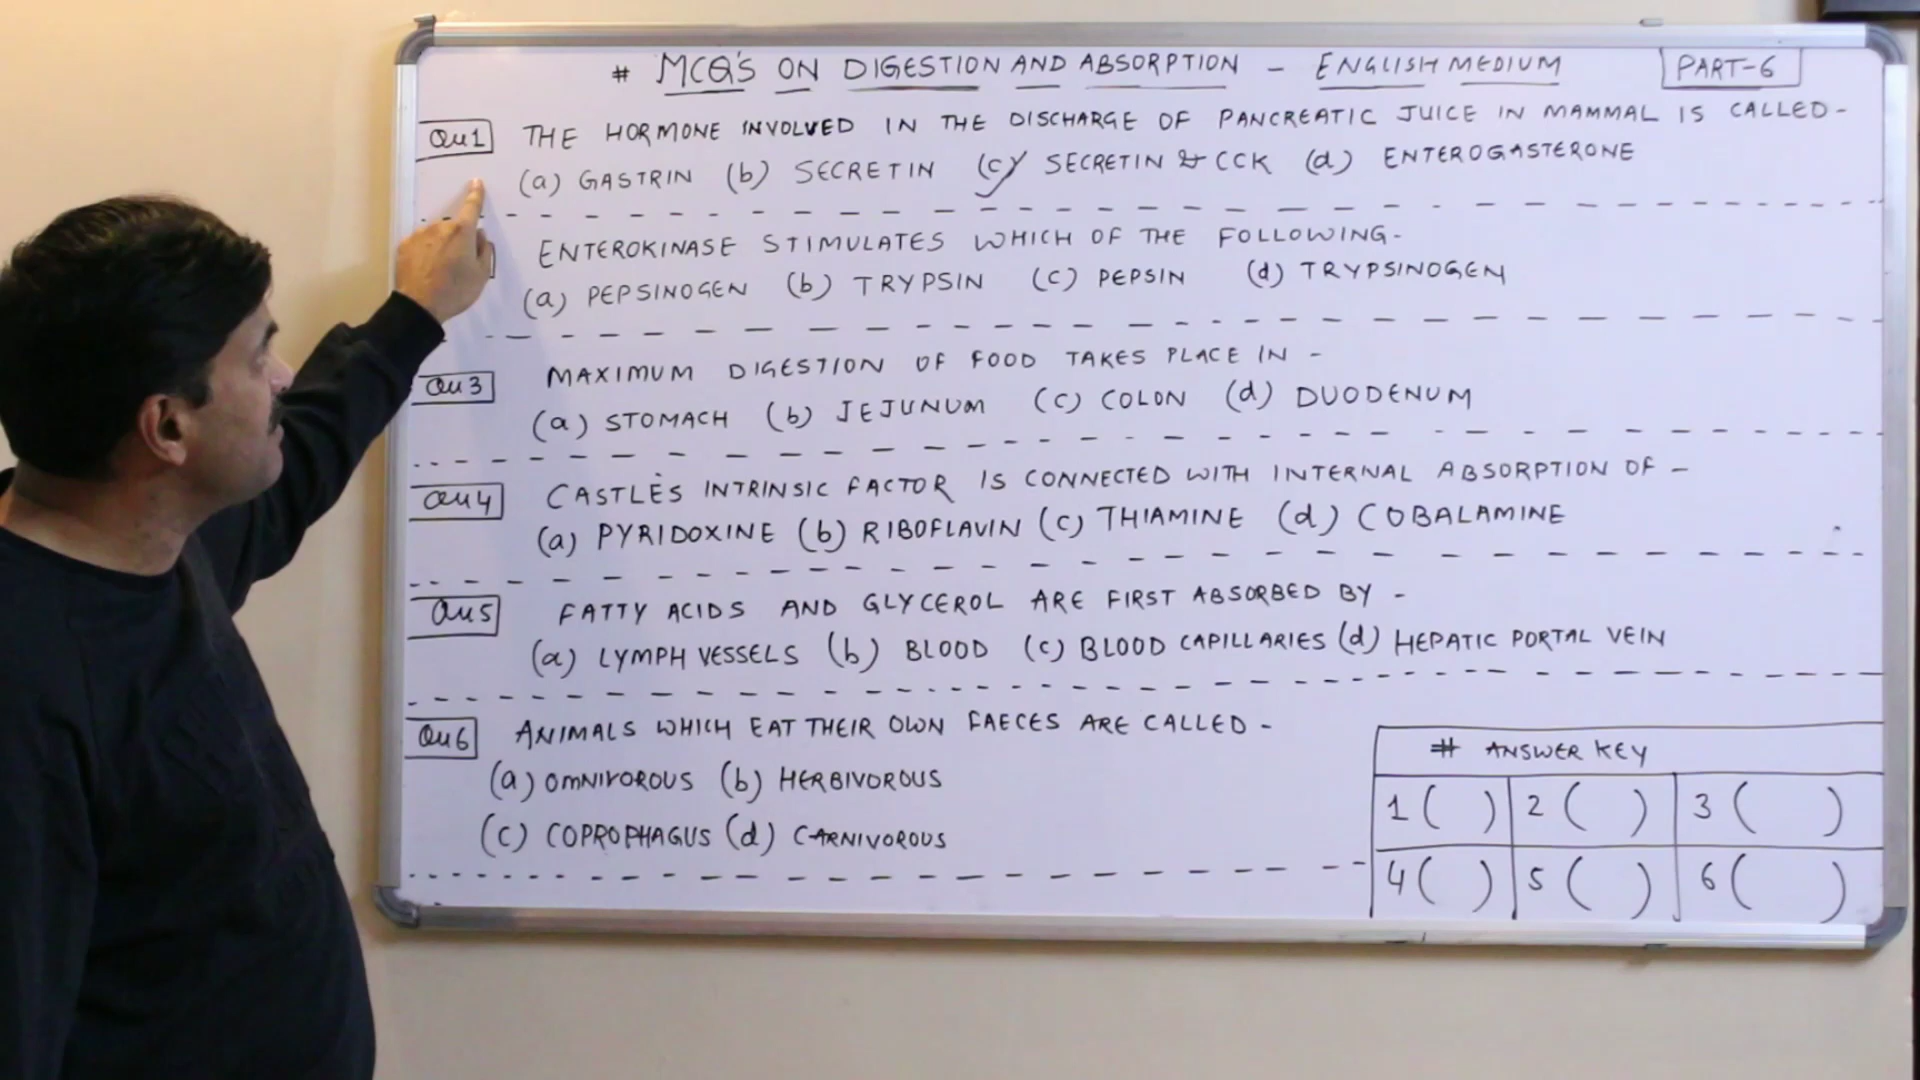 # MCQ'S ON DIGESTION AND ABSORPTION - ENGLISH MEDIUM PART-6
Qu1 THE HORMONE INVOLVED IN THE DISCHARGE OF PANCREATIC JUICE IN MAMMAL IS CALLED-
(a) GASTRIN (b) SECRETIN (c) SECRETIN & CCK (d) ENTEROGASTERONE
ENTEROKINASE STIMULATES WHICH OF THE FOLLOWING-
(a) PEPSINOGEN (b) TRYPSIN (c) PEPSIN (d) TRYPSINOGEN
Qu3 MAXIMUM DIGESTION OF FOOD TAKES PLACE IN -
(a) STOMACH (b) JEJUNUM (c) COLON (d) DUODENUM
Qu4 CASTLE'S INTRINSIC FACTOR IS CONNECTED WITH INTERNAL ABSORPTION OF -
(a) PYRIDOXINE (b) RIBOFLAVIN (c) THIAMINE (d) COBALAMINE
Qu5 FATTY ACIDS AND GLYCEROL ARE FIRST ABSORBED BY -
(a) LYMPH VESSELS (b) BLOOD (c) BLOOD CAPILLARIES (d) HEPATIC PORTAL VEIN
Qu6 ANIMALS WHICH EAT THEIR OWN FAECES ARE CALLED -
(a) OMNIVOROUS (b) HERBIVOROUS
(c) COPROPHAGUS (d) CARNIVOROUS
# ANSWER KEY
1 ( ) 2 ( ) 3 ( )
4 ( ) 5 ( ) 6 ( )